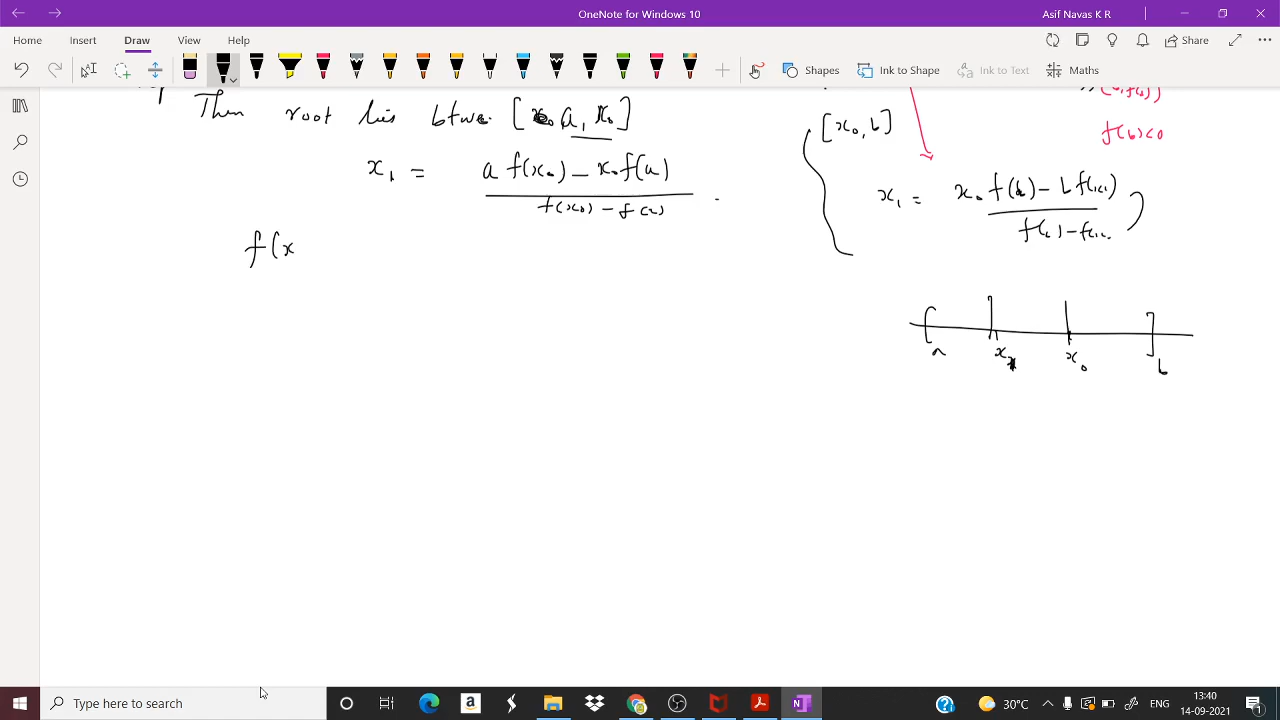 OneNote for Windows 10
Asif Navas K R
Home Insert Draw View Help
Share
Shapes Ink to Shape Ink to Text Maths
Then root lies btwe. [a, x₀]
x₁ = a f(x₀) – x₀ f(a)
f(x₀) – f(a)
f(x
(b, f(b))
f(b)<0
[x₀, b]
x₁ = x₀ f(b) – b f(x₀)
f(b) – f(x₀)
a x₁ x₀ b
Type here to search
30°C
ENG
13:40
14-09-2021